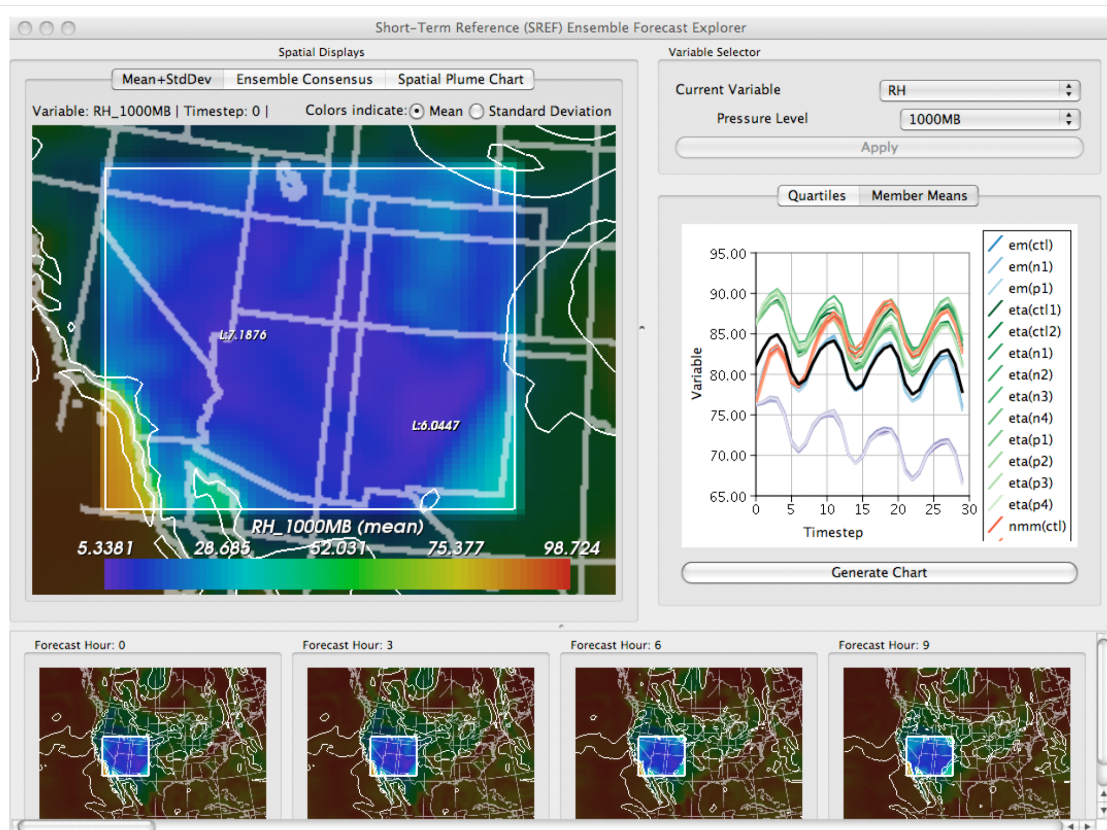 Short-Term Reference (SREF) Ensemble Forecast Explorer
Spatial Displays
Mean+StdDev Ensemble Consensus Spatial Plume Chart
Variable: RH_1000MB | Timestep: 0 | Colors indicate: Mean Standard Deviation
L:7.1876
L:6.0447
RH_1000MB (mean)
5.3381 28.685 52.031 75.377 98.724
Variable Selector
Current Variable RH
Pressure Level 1000MB
Apply
Quartiles Member Means
95.00
90.00
85.00
80.00
75.00
70.00
65.00
Variable
0 5 10 15 20 25 30
Timestep
em(ctl)
em(n1)
em(p1)
eta(ctl1)
eta(ctl2)
eta(n1)
eta(n2)
eta(n3)
eta(n4)
eta(p1)
eta(p2)
eta(p3)
eta(p4)
nmm(ctl)
Generate Chart
Forecast Hour: 0
Forecast Hour: 3
Forecast Hour: 6
Forecast Hour: 9